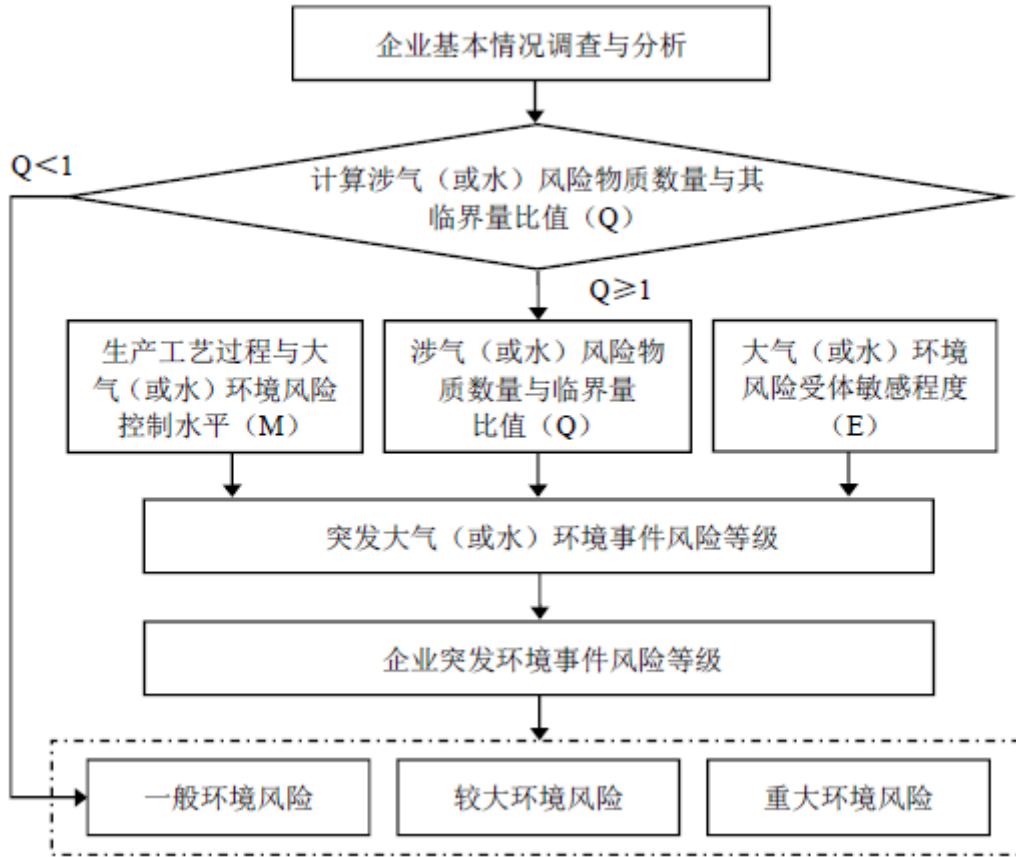 企业基本情况调查与分析
Q＜1
计算涉气（或水）风险物质数量与其
临界量比值（Q）
Q≥1
生产工艺过程与大
气（或水）环境风险
控制水平（M）
涉气（或水）风险物
质数量与临界量
比值（Q）
大气（或水）环境
风险受体敏感程度
（E）
突发大气（或水）环境事件风险等级
企业突发环境事件风险等级
一般环境风险
较大环境风险
重大环境风险